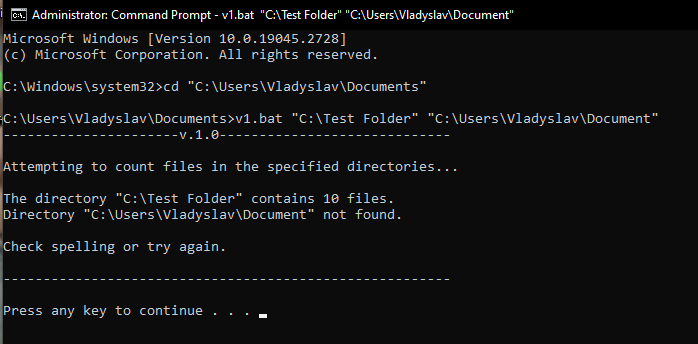 Administrator: Command Prompt - v1.bat "C:\Test Folder" "C:\Users\Vladyslav\Document"
Microsoft Windows [Version 10.0.19045.2728]
(c) Microsoft Corporation. All rights reserved.
C:\Windows\system32>cd "C:\Users\Vladyslav\Documents"
C:\Users\Vladyslav\Documents>v1.bat "C:\Test Folder" "C:\Users\Vladyslav\Document"
----------------------v.1.0-----------------------------
Attempting to count files in the specified directories...
The directory "C:\Test Folder" contains 10 files.
Directory "C:\Users\Vladyslav\Document" not found.
Check spelling or try again.
--------------------------------------------------------
Press any key to continue . . .